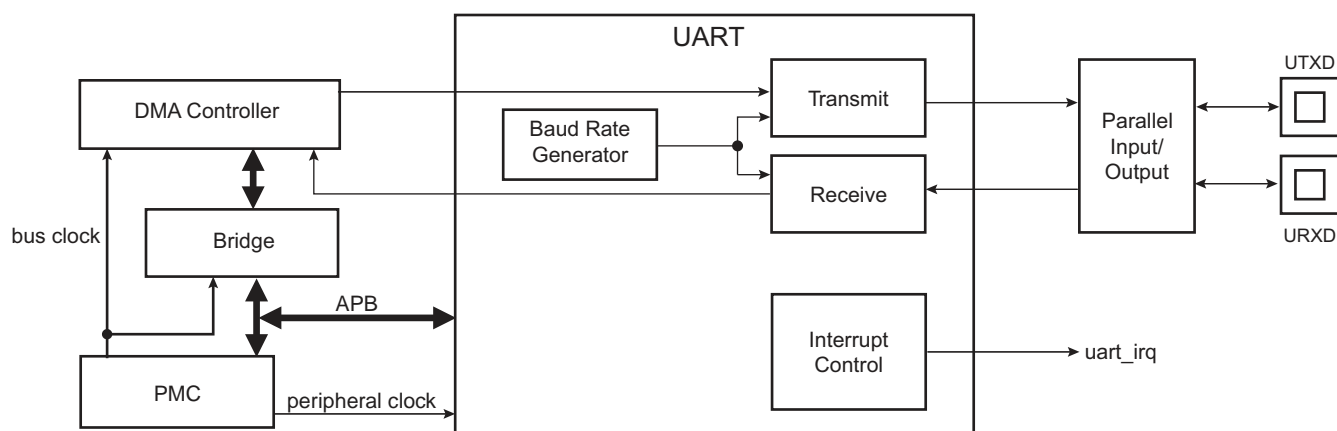 UART
UTXD
DMA Controller
Transmit
Baud Rate
Generator
Parallel
Input/
Output
Receive
bus clock
Bridge
URXD
APB
Interrupt
Control
uart_irq
PMC
peripheral clock